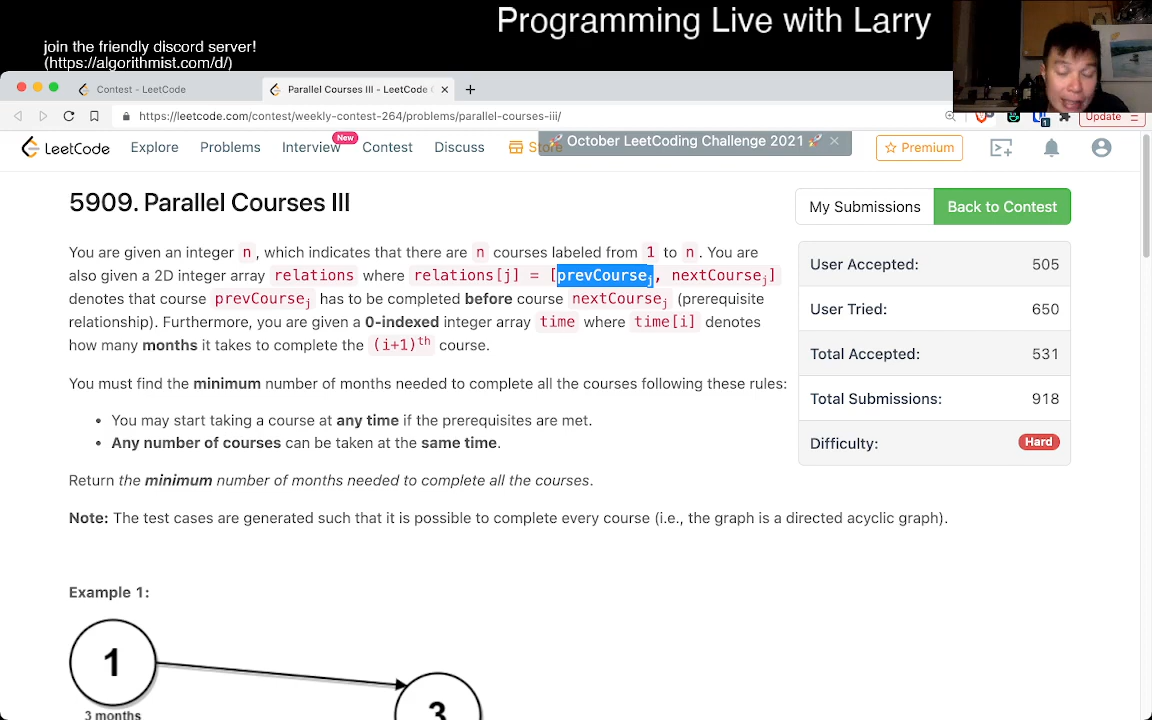 Programming Live with Larry
join the friendly discord server!
(https://algorithmist.com/d/)
Contest - LeetCode
Parallel Courses III - LeetCode
https://leetcode.com/contest/weekly-contest-264/problems/parallel-courses-iii/
Update
LeetCode Explore Problems Interview New Contest Discuss Store Premium
🚀 October LeetCoding Challenge 2021 🚀
5909. Parallel Courses III
My Submissions
Back to Contest
You are given an integer n, which indicates that there are n courses labeled from 1 to n. You are
also given a 2D integer array relations where relations[j] = [prevCoursej, nextCoursej]
denotes that course prevCoursej has to be completed before course nextCoursej (prerequisite
relationship). Furthermore, you are given a 0-indexed integer array time where time[i] denotes
how many months it takes to complete the (i+1)th course.
You must find the minimum number of months needed to complete all the courses following these rules:
• You may start taking a course at any time if the prerequisites are met.
• Any number of courses can be taken at the same time.
Return the minimum number of months needed to complete all the courses.
Note: The test cases are generated such that it is possible to complete every course (i.e., the graph is a directed acyclic graph).
User Accepted: 505
User Tried: 650
Total Accepted: 531
Total Submissions: 918
Difficulty: Hard
Example 1:
1
3 months
3